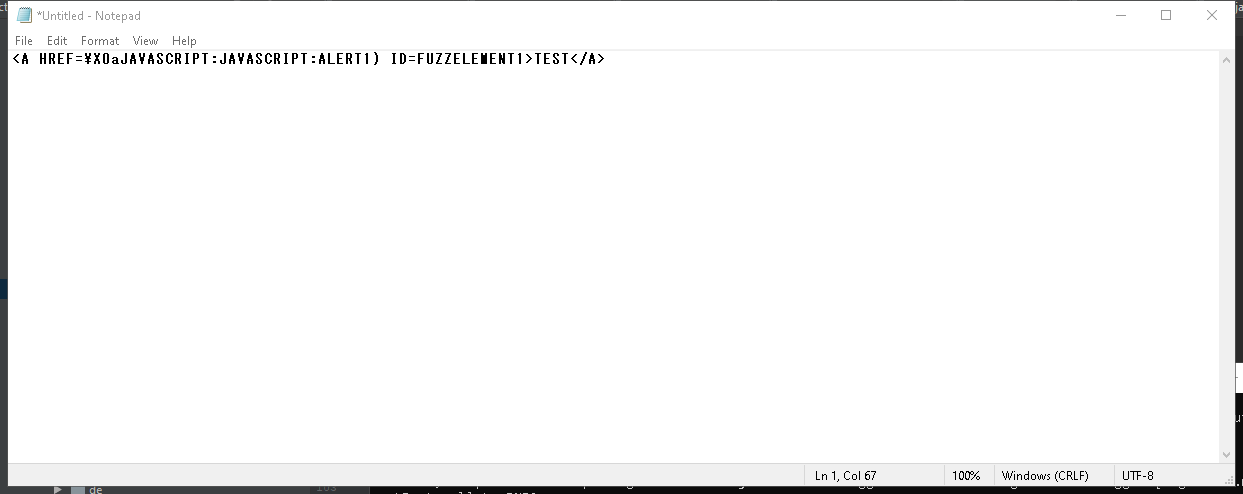 *Untitled - Notepad
File Edit Format View Help
<A HREF=¥X0aJAVASCRIPT:JAVASCRIPT:ALERT1) ID=FUZZELEMENT1>TEST</A>
Ln 1, Col 67 100% Windows (CRLF) UTF-8
de